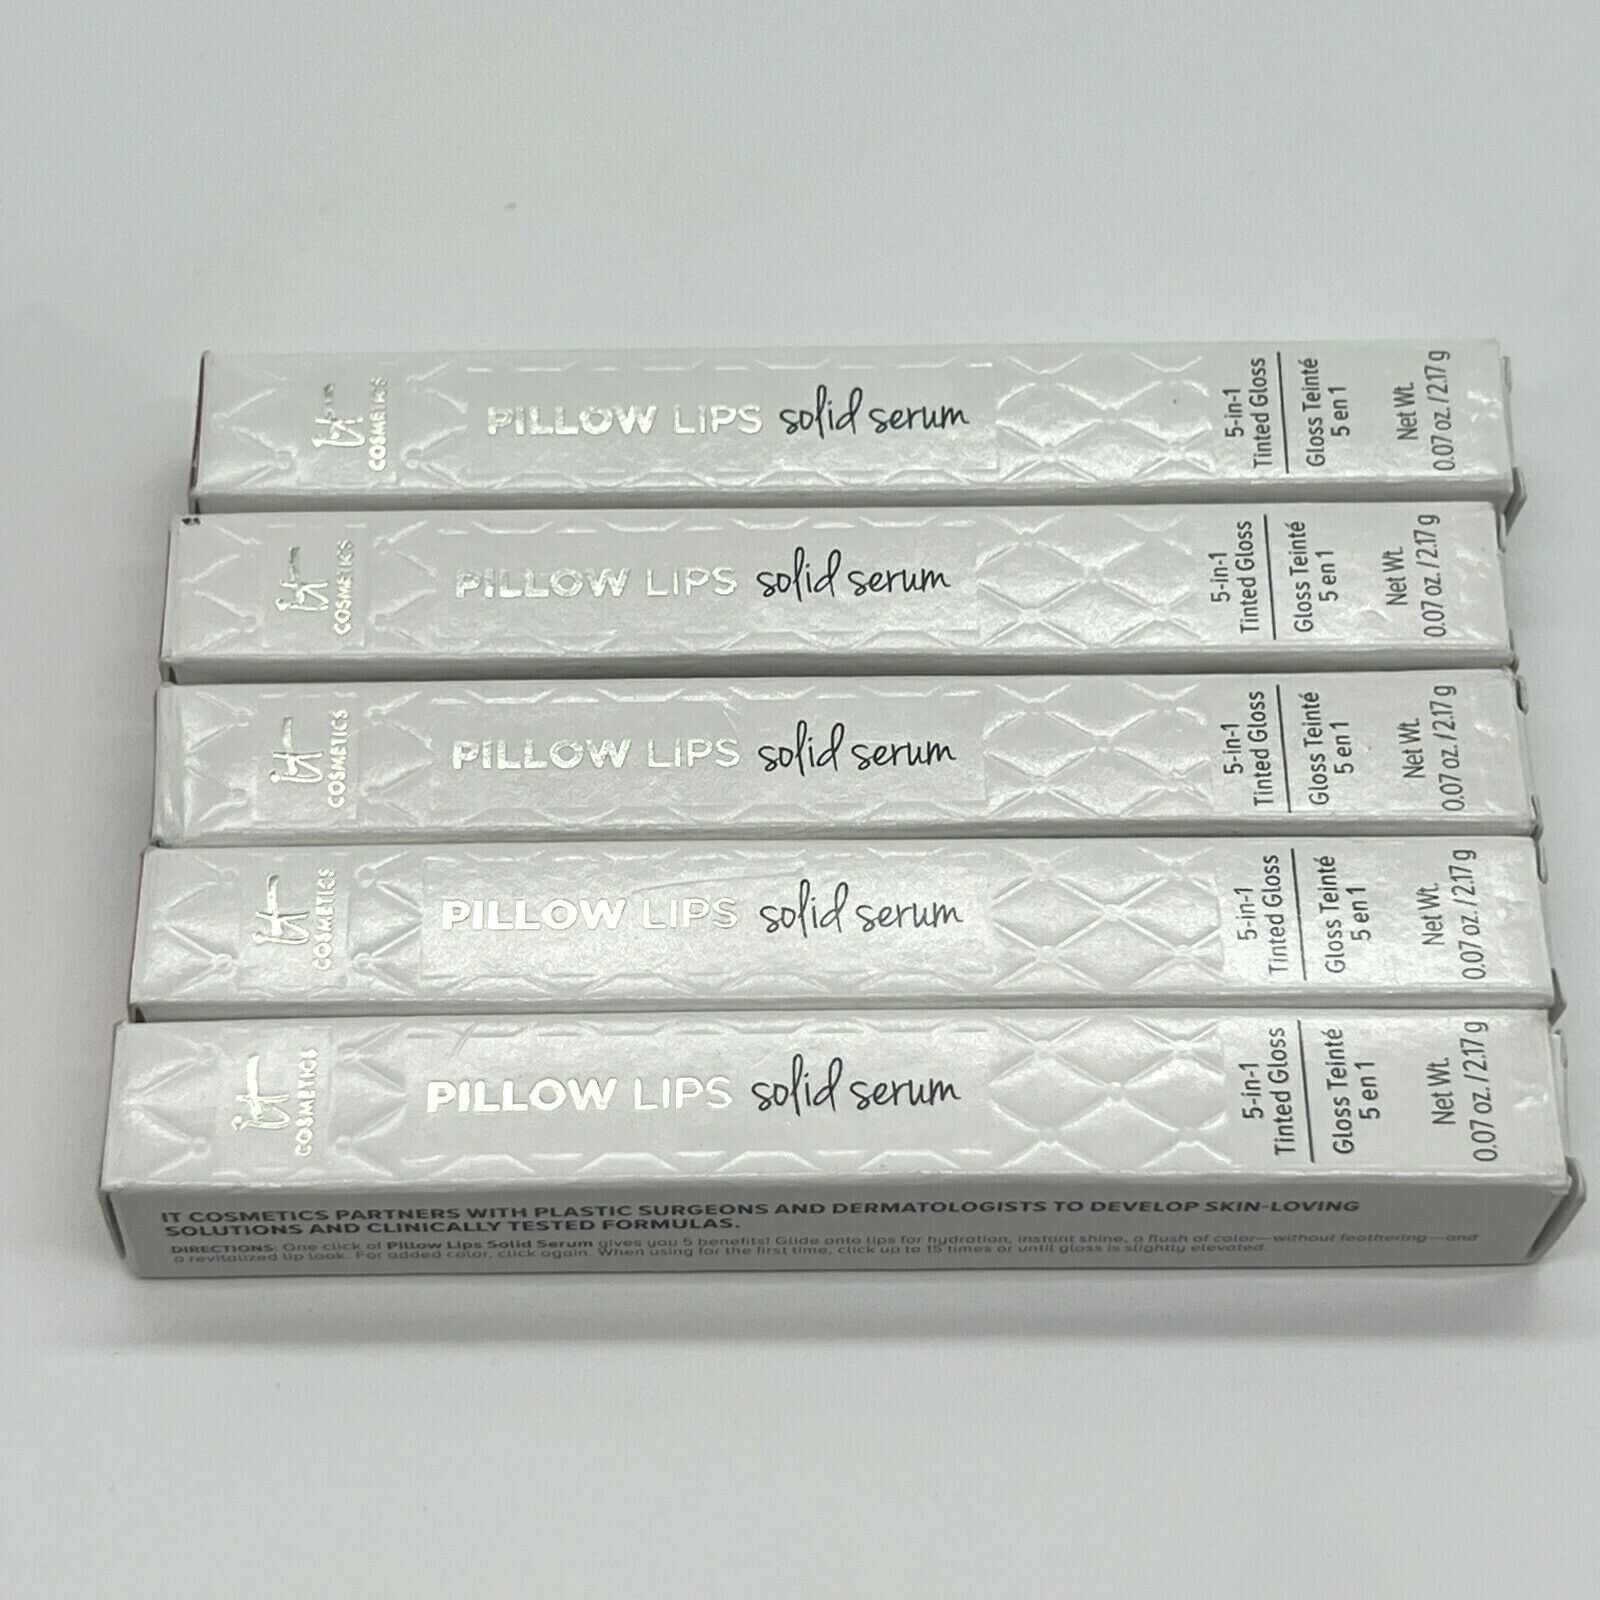 it
COSMETICS
PILLOW LIPS solid serum
5-in-1
Tinted Gloss
Gloss Teinté
5 en 1
Net Wt.
0.07 oz. / 2.17 g
it
COSMETICS
PILLOW LIPS solid serum
5-in-1
Tinted Gloss
Gloss Teinté
5 en 1
Net Wt.
0.07 oz. / 2.17 g
it
COSMETICS
PILLOW LIPS solid serum
5-in-1
Tinted Gloss
Gloss Teinté
5 en 1
Net Wt.
0.07 oz. / 2.17 g
it
COSMETICS
PILLOW LIPS solid serum
5-in-1
Tinted Gloss
Gloss Teinté
5 en 1
Net Wt.
0.07 oz. / 2.17 g
it
COSMETICS
PILLOW LIPS solid serum
5-in-1
Tinted Gloss
Gloss Teinté
5 en 1
Net Wt.
0.07 oz. / 2.17 g
IT COSMETICS PARTNERS WITH PLASTIC SURGEONS AND DERMATOLOGISTS TO DEVELOP SKIN-LOVING
SOLUTIONS AND CLINICALLY TESTED FORMULAS.
DIRECTIONS: One click of Pillow Lips Solid Serum gives you 5 benefits! Glide onto lips for hydration, instant shine, a flush of color—without feathering—and
a revitalized lip look. For added color, click again. When using for the first time, click up to 15 times or until gloss is slightly elevated.